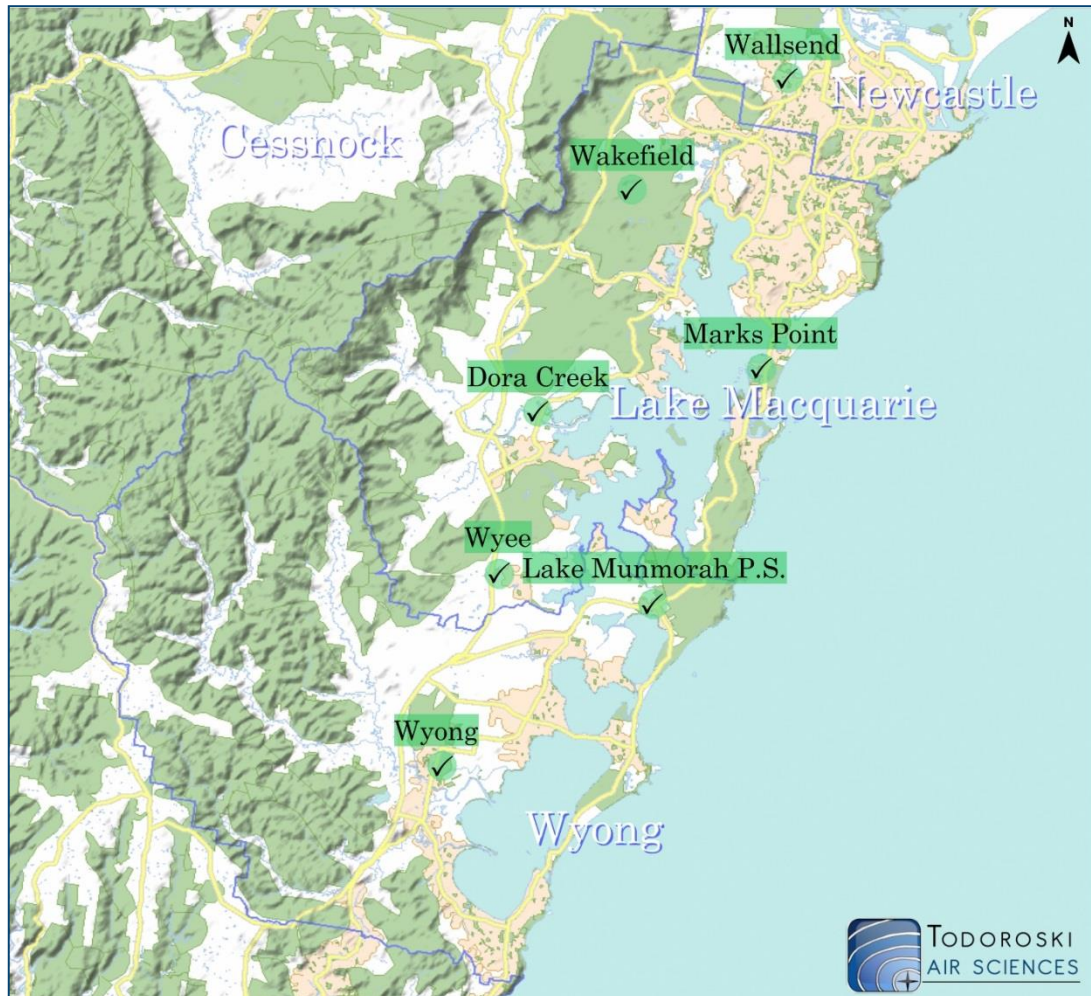 N
Wallsend
Newcastle
Cessnock
Wakefield
Marks Point
Dora Creek
Lake Macquarie
Wyee
Lake Munmorah P.S.
Wyong
Wyong
TODOROSKI
AIR SCIENCES